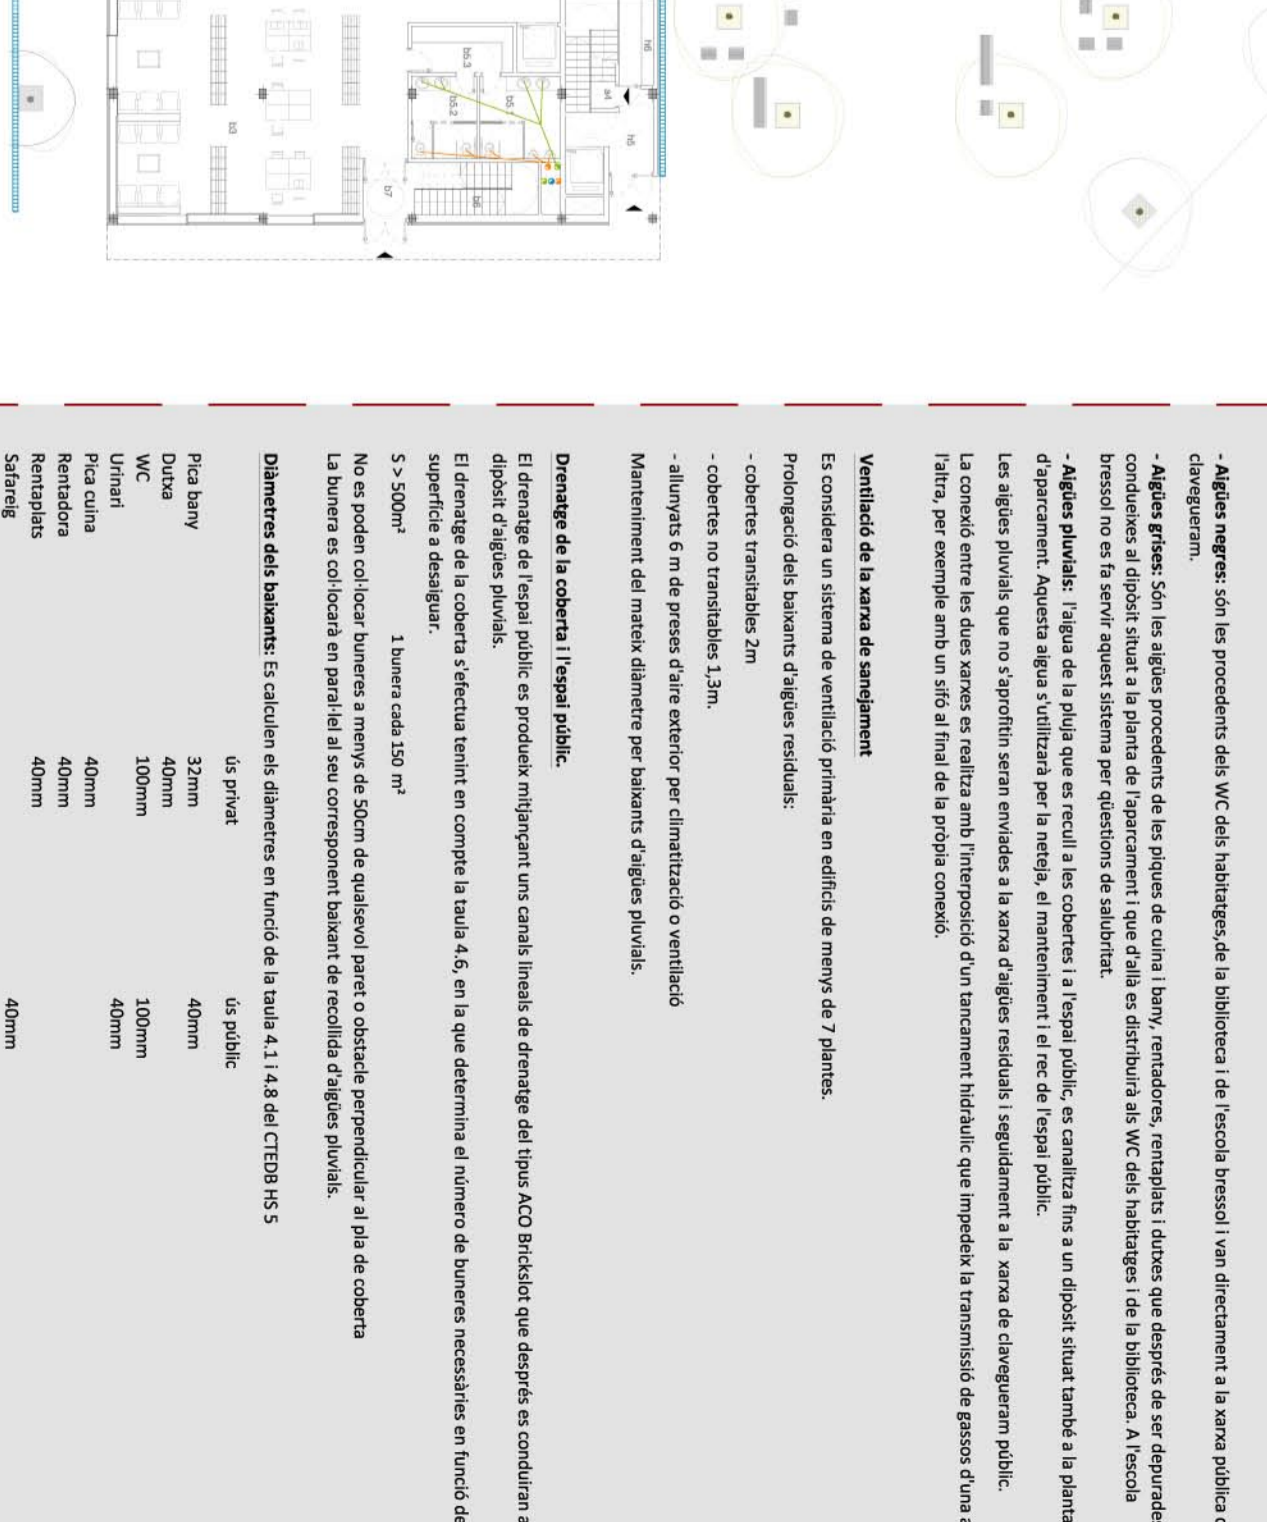 - Aigües negres: són les procedents dels WC dels habitatges,de la biblioteca i de l'escola bressol i van directament a la xarxa pública
clavegueram.
- Aigües grises: Són les aigües procedents de les piques de cuina i bany, rentadores, rentaplats i dutxes que després de ser depurades
condueixes al dipòsit situat a la planta de l'aparcament i que d'allà es distribuirà als WC dels habitatges i de la biblioteca. A l'escola
bressol no es fa servir aquest sistema per qüestions de salubritat.
- Aigües pluvials: l'aigua de la pluja que es recull a les cobertes i a l'espai públic, es canalitza fins a un dipòsit situat també a la planta
d'aparcament. Aquesta aigua s'utilitzarà per la neteja, el manteniment i el rec de l'espai públic.
Les aigües pluvials que no s'aprofitin seran enviades a la xarxa d'aigües residuals i seguidament a la xarxa de clavegueram públic.
La conexió entre les dues xarxes es realitza amb l'interposició d'un tancament hidràulic que impedeix la transmissió de gassos d'una a
l'altra, per exemple amb un sifó al final de la pròpia conexió.
Ventilació de la xarxa de sanejament
Es considera un sistema de ventilació primària en edificis de menys de 7 plantes.
Prolongació dels baixants d'aigües residuals:
- cobertes transitables 2m
- cobertes no transitables 1,3m.
- allunyats 6 m de preses d'aire exterior per climatització o ventilació
Manteniment del mateix diàmetre per baixants d'aigües pluvials.
Drenatge de la coberta i l'espai públic.
El drenatge de l'espai públic es produeix mitjançant uns canals lineals de drenatge del tipus ACO Brickslot que després es conduiran a
dipòsit d'aigües pluvials.
El drenatge de la coberta s'efectua tenint en compte la taula 4.6, en la que determina el número de buneres necessàries en funció de
superfície a desaiguar.
S > 500m² 1 bunera cada 150 m²
No es poden col·locar buneres a menys de 50cm de qualsevol paret o obstacle perpendicular al pla de coberta
La bunera es col·locarà en paral·lel al seu corresponent baixant de recollida d'aigües pluvials.
Diàmetres dels baixants: Es calculen els diàmetres en funció de la taula 4.1 i 4.8 del CTEDB HS 5
ús privat ús públic
Pica bany 32mm 40mm
Dutxa 40mm
WC 100mm 100mm
Urinari 40mm
Pica cuina 40mm
Rentadora 40mm
Rentaplats 40mm
Safareig 40mm
h6
a4
h5
b5.3
b5.2
b3
b7
b6